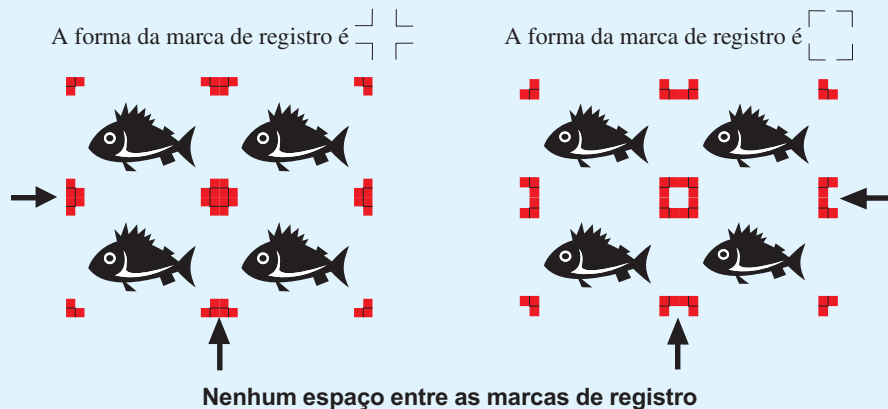 A forma da marca de registro é
A forma da marca de registro é
Nenhum espaço entre as marcas de registro